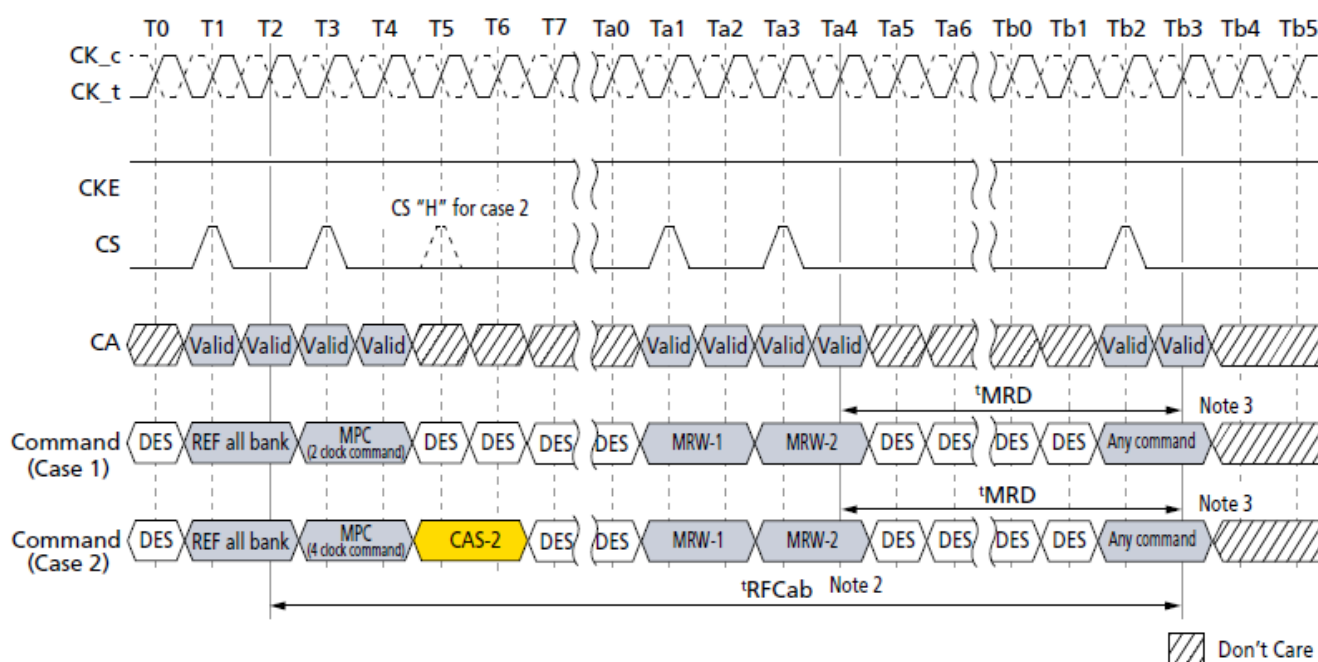 T0 T1 T2 T3 T4 T5 T6 T7 Ta0 Ta1 Ta2 Ta3 Ta4 Ta5 Ta6 Tb0 Tb1 Tb2 Tb3 Tb4 Tb5
CK_c
CK_t
CKE
CS "H" for case 2
CS
CA Valid Valid Valid Valid Valid Valid Valid Valid Valid Valid
tMRD Note 3
Command (Case 1) DES REF all bank MPC (2 clock command) DES DES DES DES MRW-1 MRW-2 DES DES DES DES Any command
tMRD Note 3
Command (Case 2) DES REF all bank MPC (4 clock command) CAS-2 DES DES MRW-1 MRW-2 DES DES DES DES Any command
tRFCab Note 2
Don't Care